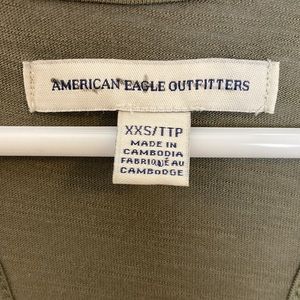 AMERICAN EAGLE OUTFITTERS
XXS/TTP
MADE IN
CAMBODIA
FABRIQUÉ AU
CAMBODGE